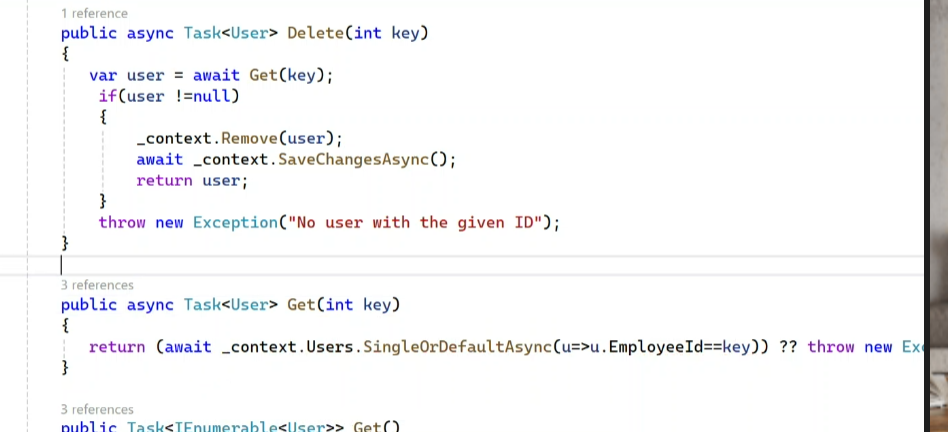 1 reference
public async Task<User> Delete(int key)
{
var user = await Get(key);
if(user !=null)
{
_context.Remove(user);
await _context.SaveChangesAsync();
return user;
}
throw new Exception("No user with the given ID");
}
3 references
public async Task<User> Get(int key)
{
return (await _context.Users.SingleOrDefaultAsync(u=>u.EmployeeId==key)) ?? throw new Ex
}
3 references
public Task<IEnumerable<User>> Get()